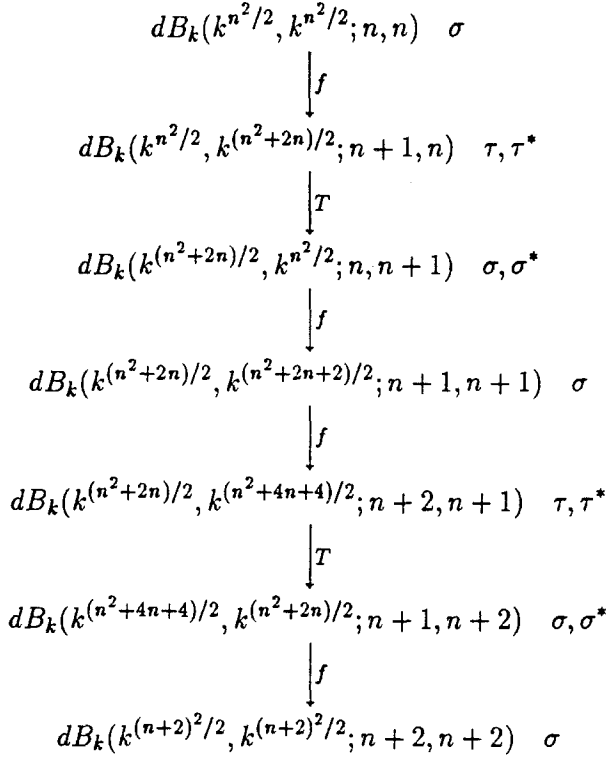 dB_k(k^{n^2/2}, k^{n^2/2}; n, n) σ
f
dB_k(k^{n^2/2}, k^{(n^2+2n)/2}; n + 1, n) τ, τ*
T
dB_k(k^{(n^2+2n)/2}, k^{n^2/2}; n, n + 1) σ, σ*
f
dB_k(k^{(n^2+2n)/2}, k^{(n^2+2n+2)/2}; n + 1, n + 1) σ
f
dB_k(k^{(n^2+2n)/2}, k^{(n^2+4n+4)/2}; n + 2, n + 1) τ, τ*
T
dB_k(k^{(n^2+4n+4)/2}, k^{(n^2+2n)/2}; n + 1, n + 2) σ, σ*
f
dB_k(k^{(n+2)^2/2}, k^{(n+2)^2/2}; n + 2, n + 2) σ